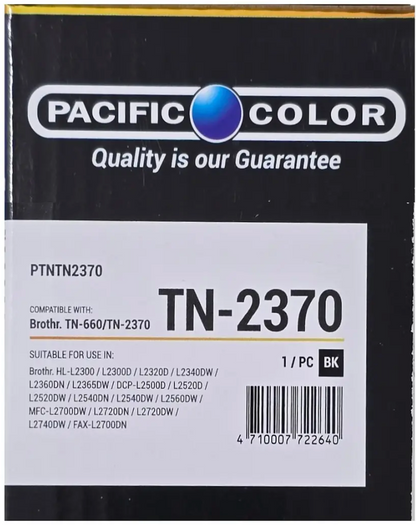 PACIFIC COLOR
Quality is our Guarantee
PTNTN2370
COMPATIBLE WITH:
Brothr. TN-660/TN-2370
TN-2370
SUITABLE FOR USE IN:
1 / PC BK
Brothr. HL-L2300 / L2300D / L2320D / L2340DW /
L2360DN / L2365DW / DCP-L2500D / L2520D /
L2520DW / L2540DN / L2540DW / L2560DW /
MFC-L2700DW / L2720DN / L2720DW /
L2740DW / FAX-L2700DN
4 710007 722640